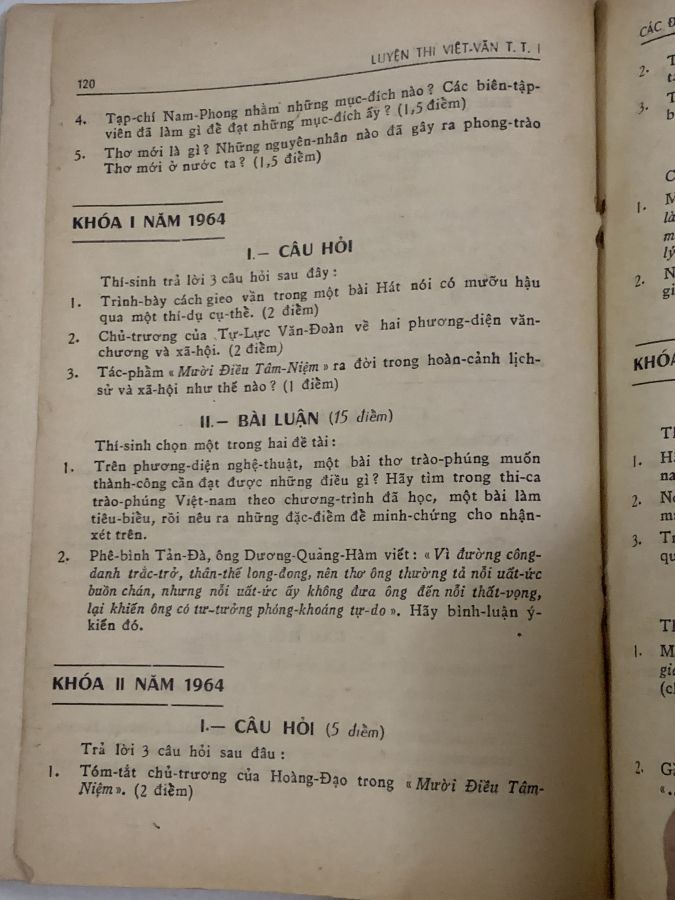 LUYỆN THI VIỆT-VĂN T. T. I
120
4. Tạp-chí Nam-Phong nhằm những mục-đích nào ? Các biên-tập-
viên đã làm gì để đạt những mục-đích ấy ? (1,5 điểm)
5. Thơ mới là gì ? Những nguyên-nhân nào đã gây ra phong-trào
Thơ mới ở nước ta ? (1,5 điểm)
KHÓA I NĂM 1964
I.— CÂU HỎI
Thí-sinh trả lời 3 câu hỏi sau đây :
1. Trình-bày cách gieo vần trong một bài Hát nói có mưỡu hậu
qua một thí-dụ cụ-thể. (2 điểm)
2. Chủ-trương của Tự-Lực Văn-Đoàn về hai phương-diện văn-
chương và xã-hội. (2 điểm)
3. Tác-phẩm « Mười Điều Tâm-Niệm » ra đời trong hoàn-cảnh lịch-
sử và xã-hội như thế nào ? (1 điểm)
II.— BÀI LUẬN (15 điểm)
Thí-sinh chọn một trong hai đề tài :
1. Trên phương-diện nghệ-thuật, một bài thơ trào-phúng muốn
thành-công cần đạt được những điều gì ? Hãy tìm trong thi-ca
trào-phúng Việt-nam theo chương-trình đã học, một bài làm
tiêu-biểu, rồi nêu ra những đặc-điểm để minh-chứng cho nhận-
xét trên.
2. Phê-bình Tản-Đà, ông Dương-Quảng-Hàm viết : « Vì đường công-
danh trắc-trở, thân-thế long-đong, nên thơ ông thường tả nỗi uất-ức
buồn chán, nhưng nỗi uất-ức ấy không đưa ông đến nỗi thất-vọng,
lại khiến ông có tư-tưởng phóng-khoáng tự-do ». Hãy bình-luận ý-
kiến đó.
KHÓA II NĂM 1964
I.— CÂU HỎI (5 điểm)
Trả lời 3 câu hỏi sau đâu :
1. Tóm-tắt chủ-trương của Hoàng-Đạo trong « Mười Điều Tâm-
Niệm ». (2 điểm)
CÁC
2.
3.
1.
2.
KHÓA
1.
2.
3.
1.
2.